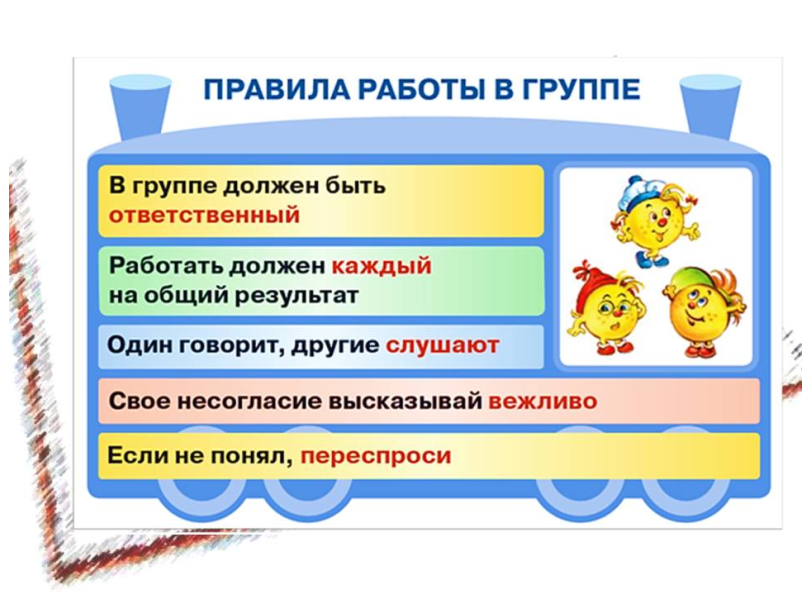 ПРАВИЛА РАБОТЫ В ГРУППЕ
В группе должен быть
ответственный
Работать должен каждый
на общий результат
Один говорит, другие слушают
Свое несогласие высказывай вежливо
Если не понял, переспроси